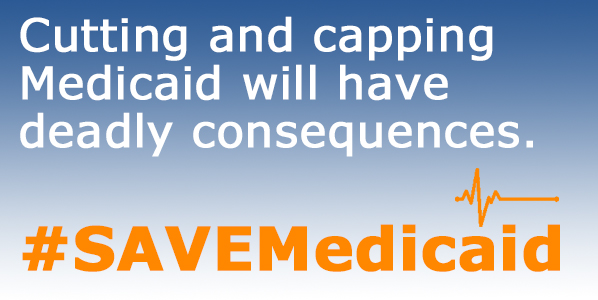 Cutting and capping
Medicaid will have
deadly consequences.
#SAVEMedicaid